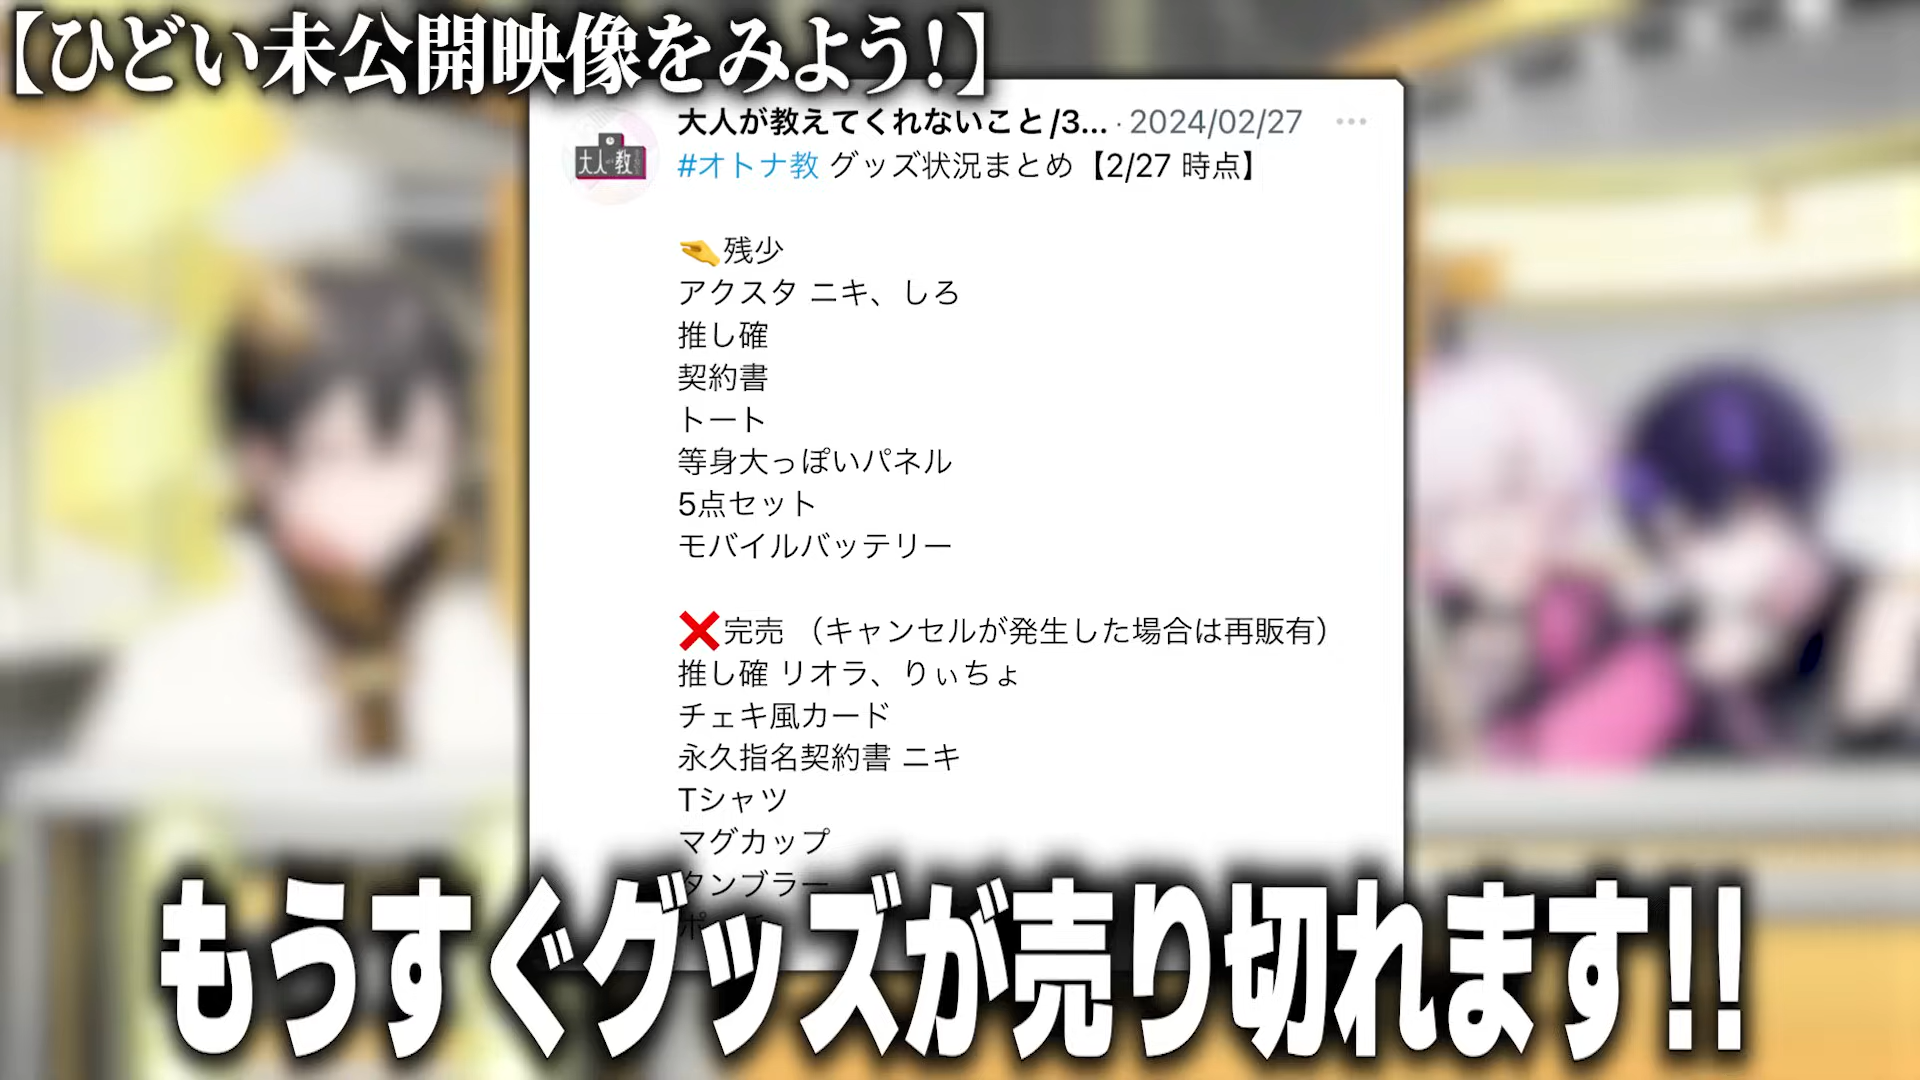 【ひどい未公開映像をみよう!】
大人が教えてくれないこと/3... · 2024/02/27
#オトナ教 グッズ状況まとめ【2/27 時点】
残少
アクスタ ニキ、しろ
推し確
契約書
トート
等身大っぽいパネル
5点セット
モバイルバッテリー
完売 (キャンセルが発生した場合は再販有)
推し確 リオラ、りぃちょ
チェキ風カード
永久指名契約書 ニキ
Tシャツ
マグカップ
タンブラー
もうすぐグッズが売り切れます!!